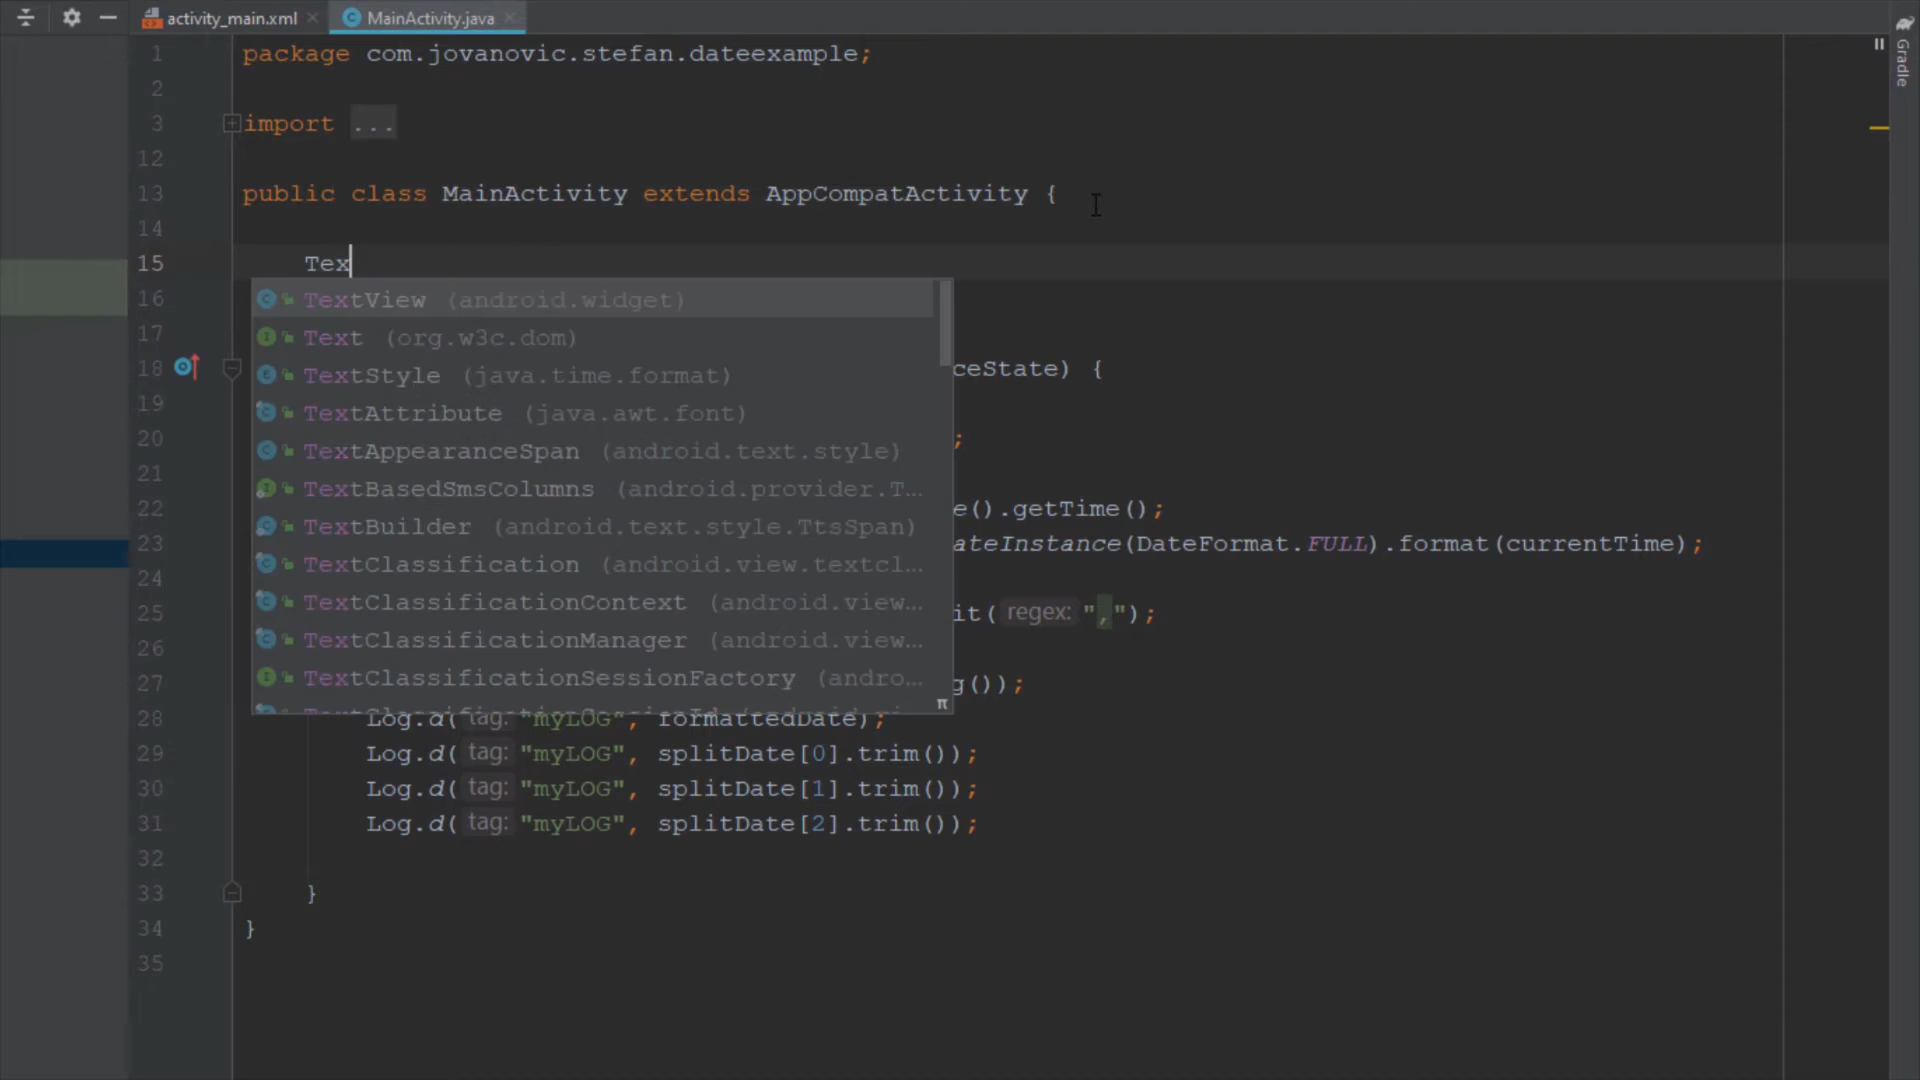 activity_main.xml
MainActivity.java
Gradle
1 package com.jovanovic.stefan.dateexample;
2
3 import ...
12
13 public class MainActivity extends AppCompatActivity {
14
15 Tex
16 TextView (android.widget)
17 Text (org.w3c.dom)
TextStyle (java.time.format)
18 ceState) {
19 TextAttribute (java.awt.font)
20 ;
TextAppearanceSpan (android.text.style)
21 TextBasedSmsColumns (android.provider.T...
22 e().getTime();
TextBuilder (android.text.style.TtsSpan)
23 ateInstance(DateFormat.FULL).format(currentTime);
24 TextClassification (android.view.textcl...
25 TextClassificationContext (android.view...
it( regex: ",");
26 TextClassificationManager (android.view...
27 TextClassificationSessionFactory (andro...
g());
π
28 Log.d( tag: "myLOG", formattedDate);
29 Log.d( tag: "myLOG", splitDate[0].trim());
30 Log.d( tag: "myLOG", splitDate[1].trim());
31 Log.d( tag: "myLOG", splitDate[2].trim());
32
33 }
34 }
35